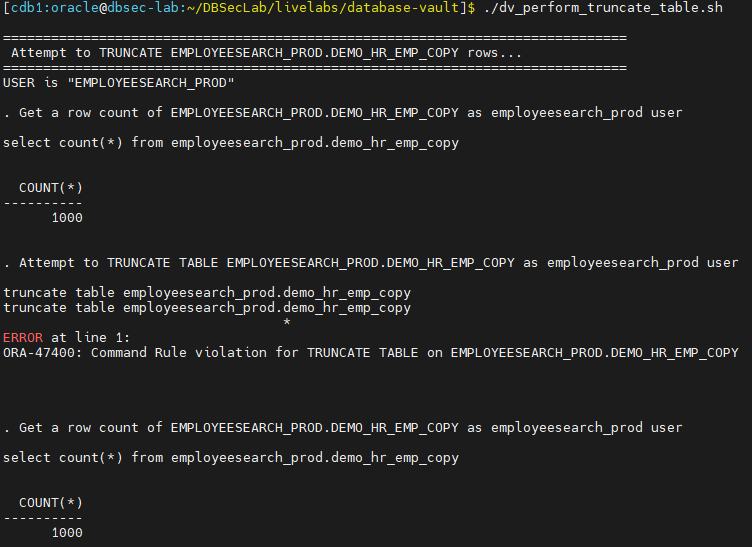 [cdb1:oracle@dbsec-lab:~/DBSecLab/livelabs/database-vault]$ ./dv_perform_truncate_table.sh
==============================================================================
Attempt to TRUNCATE EMPLOYEESEARCH_PROD.DEMO_HR_EMP_COPY rows...
==============================================================================
USER is "EMPLOYEESEARCH_PROD"
. Get a row count of EMPLOYEESEARCH_PROD.DEMO_HR_EMP_COPY as employeesearch_prod user
select count(*) from employeesearch_prod.demo_hr_emp_copy
COUNT(*)
----------
1000
. Attempt to TRUNCATE TABLE EMPLOYEESEARCH_PROD.DEMO_HR_EMP_COPY as employeesearch_prod user
truncate table employeesearch_prod.demo_hr_emp_copy
truncate table employeesearch_prod.demo_hr_emp_copy
*
ERROR at line 1:
ORA-47400: Command Rule violation for TRUNCATE TABLE on EMPLOYEESEARCH_PROD.DEMO_HR_EMP_COPY
. Get a row count of EMPLOYEESEARCH_PROD.DEMO_HR_EMP_COPY as employeesearch_prod user
select count(*) from employeesearch_prod.demo_hr_emp_copy
COUNT(*)
----------
1000